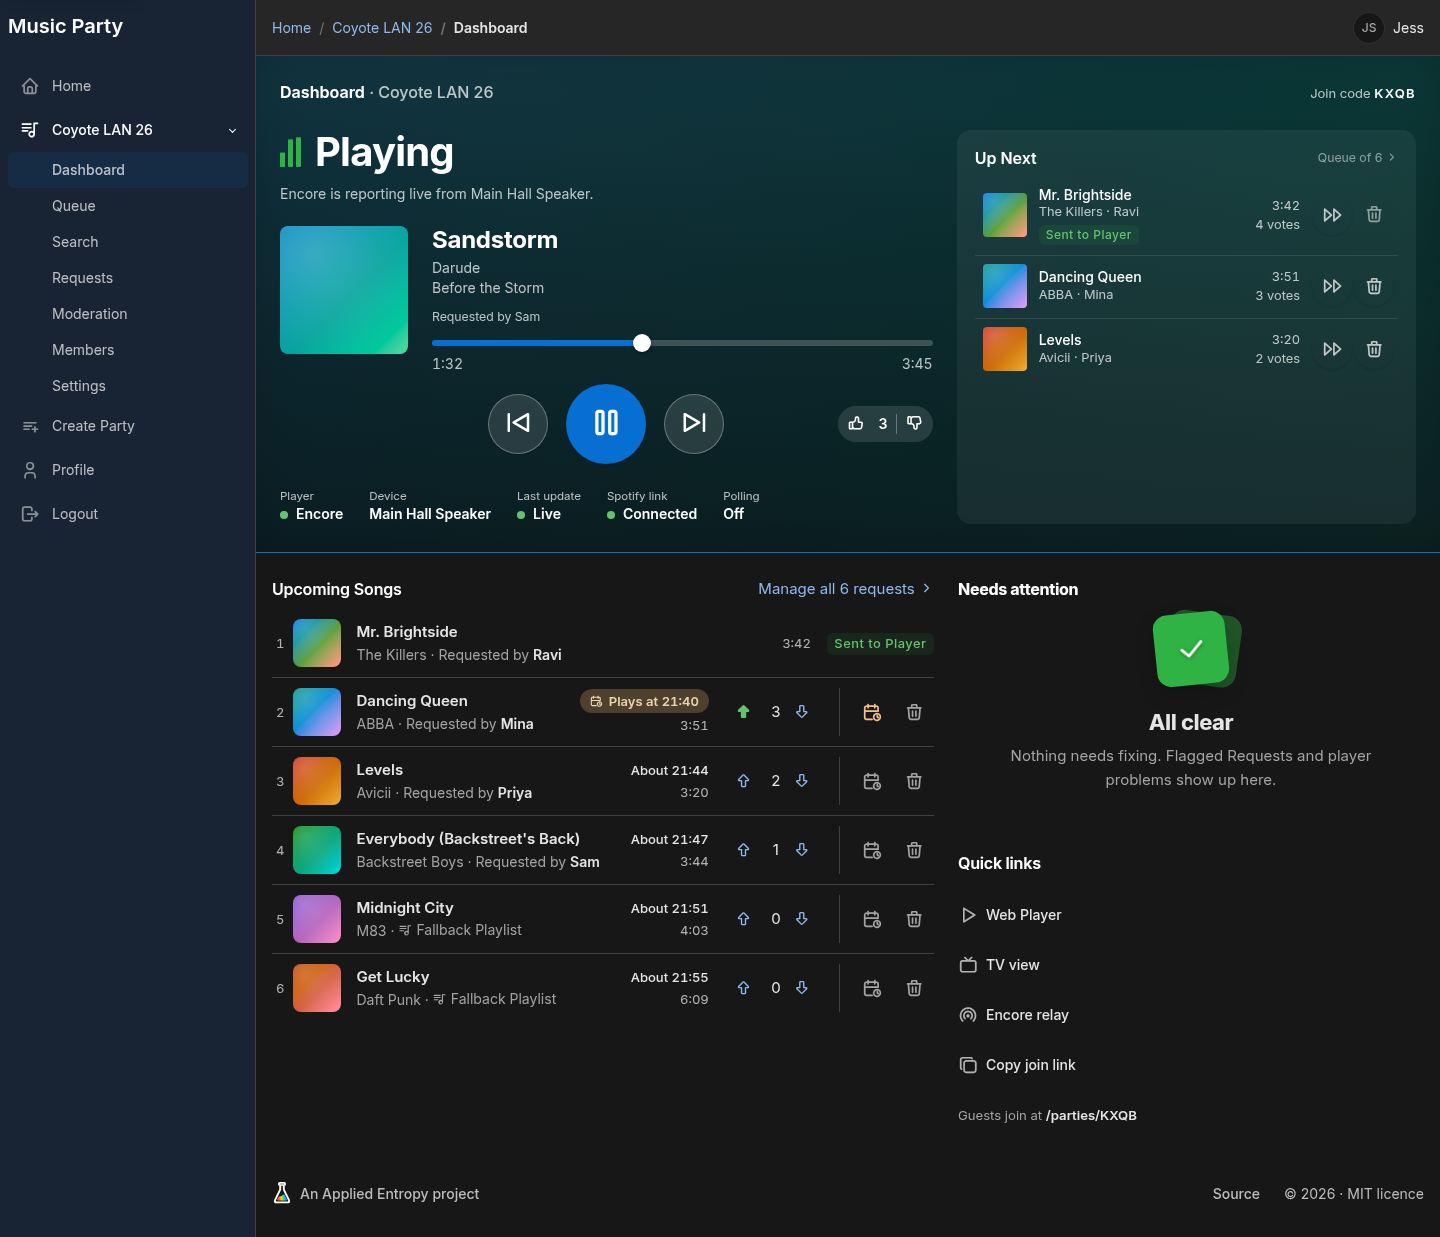 Music Party
Home
Coyote LAN 26
Dashboard
Queue
Search
Requests
Moderation
Members
Settings
Create Party
Profile
Logout
Home / Coyote LAN 26 / Dashboard
JS Jess
Dashboard · Coyote LAN 26
Join code KXQB
Playing
Encore is reporting live from Main Hall Speaker.
Sandstorm
Darude
Before the Storm
Requested by Sam
1:32 3:45
3
Player
Encore
Device
Main Hall Speaker
Last update
Live
Spotify link
Connected
Polling
Off
Up Next
Queue of 6
Mr. Brightside
The Killers · Ravi
Sent to Player
3:42
4 votes
Dancing Queen
ABBA · Mina
3:51
3 votes
Levels
Avicii · Priya
3:20
2 votes
Upcoming Songs
Manage all 6 requests
1
Mr. Brightside
The Killers · Requested by Ravi
3:42
Sent to Player
2
Dancing Queen
ABBA · Requested by Mina
Plays at 21:40
3:51
3
3
Levels
Avicii · Requested by Priya
About 21:44
3:20
2
4
Everybody (Backstreet's Back)
Backstreet Boys · Requested by Sam
About 21:47
3:44
1
5
Midnight City
M83 · Fallback Playlist
About 21:51
4:03
0
6
Get Lucky
Daft Punk · Fallback Playlist
About 21:55
6:09
0
Needs attention
All clear
Nothing needs fixing. Flagged Requests and player
problems show up here.
Quick links
Web Player
TV view
Encore relay
Copy join link
Guests join at /parties/KXQB
An Applied Entropy project
Source
© 2026 · MIT licence